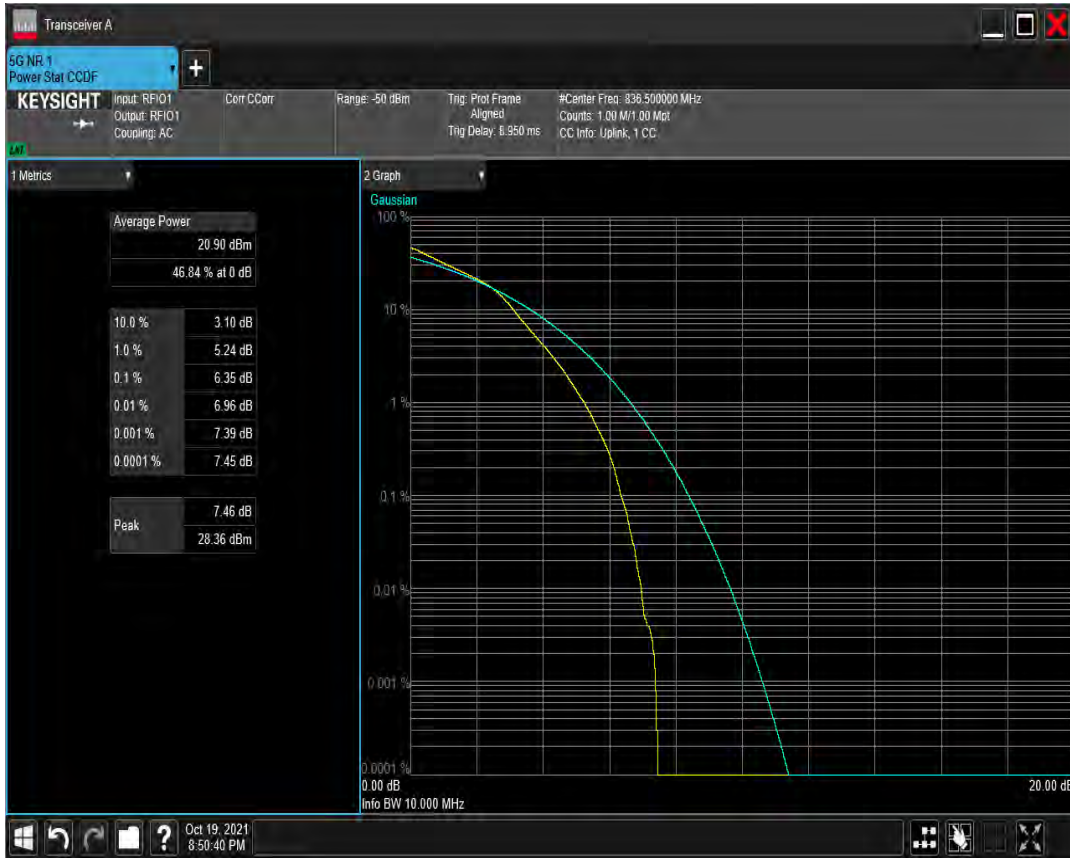 Transceiver A
5G NR 1
Power Stat CCDF
+
KEYSIGHT
LNT
Input: RFIO1
Output: RFIO1
Coupling: AC
Corr CCorr
Range: -50 dBm
Trig: Prot Frame
Aligned
Trig Delay: 8.950 ms
#Center Freq: 836.500000 MHz
Counts: 1.00 M/1.00 Mpt
CC Info: Uplink, 1 CC
1 Metrics
Average Power
20.90 dBm
46.84 % at 0 dB
10.0 % 3.10 dB
1.0 % 5.24 dB
0.1 % 6.35 dB
0.01 % 6.96 dB
0.001 % 7.39 dB
0.0001 % 7.45 dB
Peak
7.46 dB
28.36 dBm
2 Graph
Gaussian
100 %
10 %
1 %
0.1 %
0.01 %
0.001 %
0.0001 %
0.00 dB
20.00 dB
Info BW 10.000 MHz
?
Oct 19, 2021
8:50:40 PM